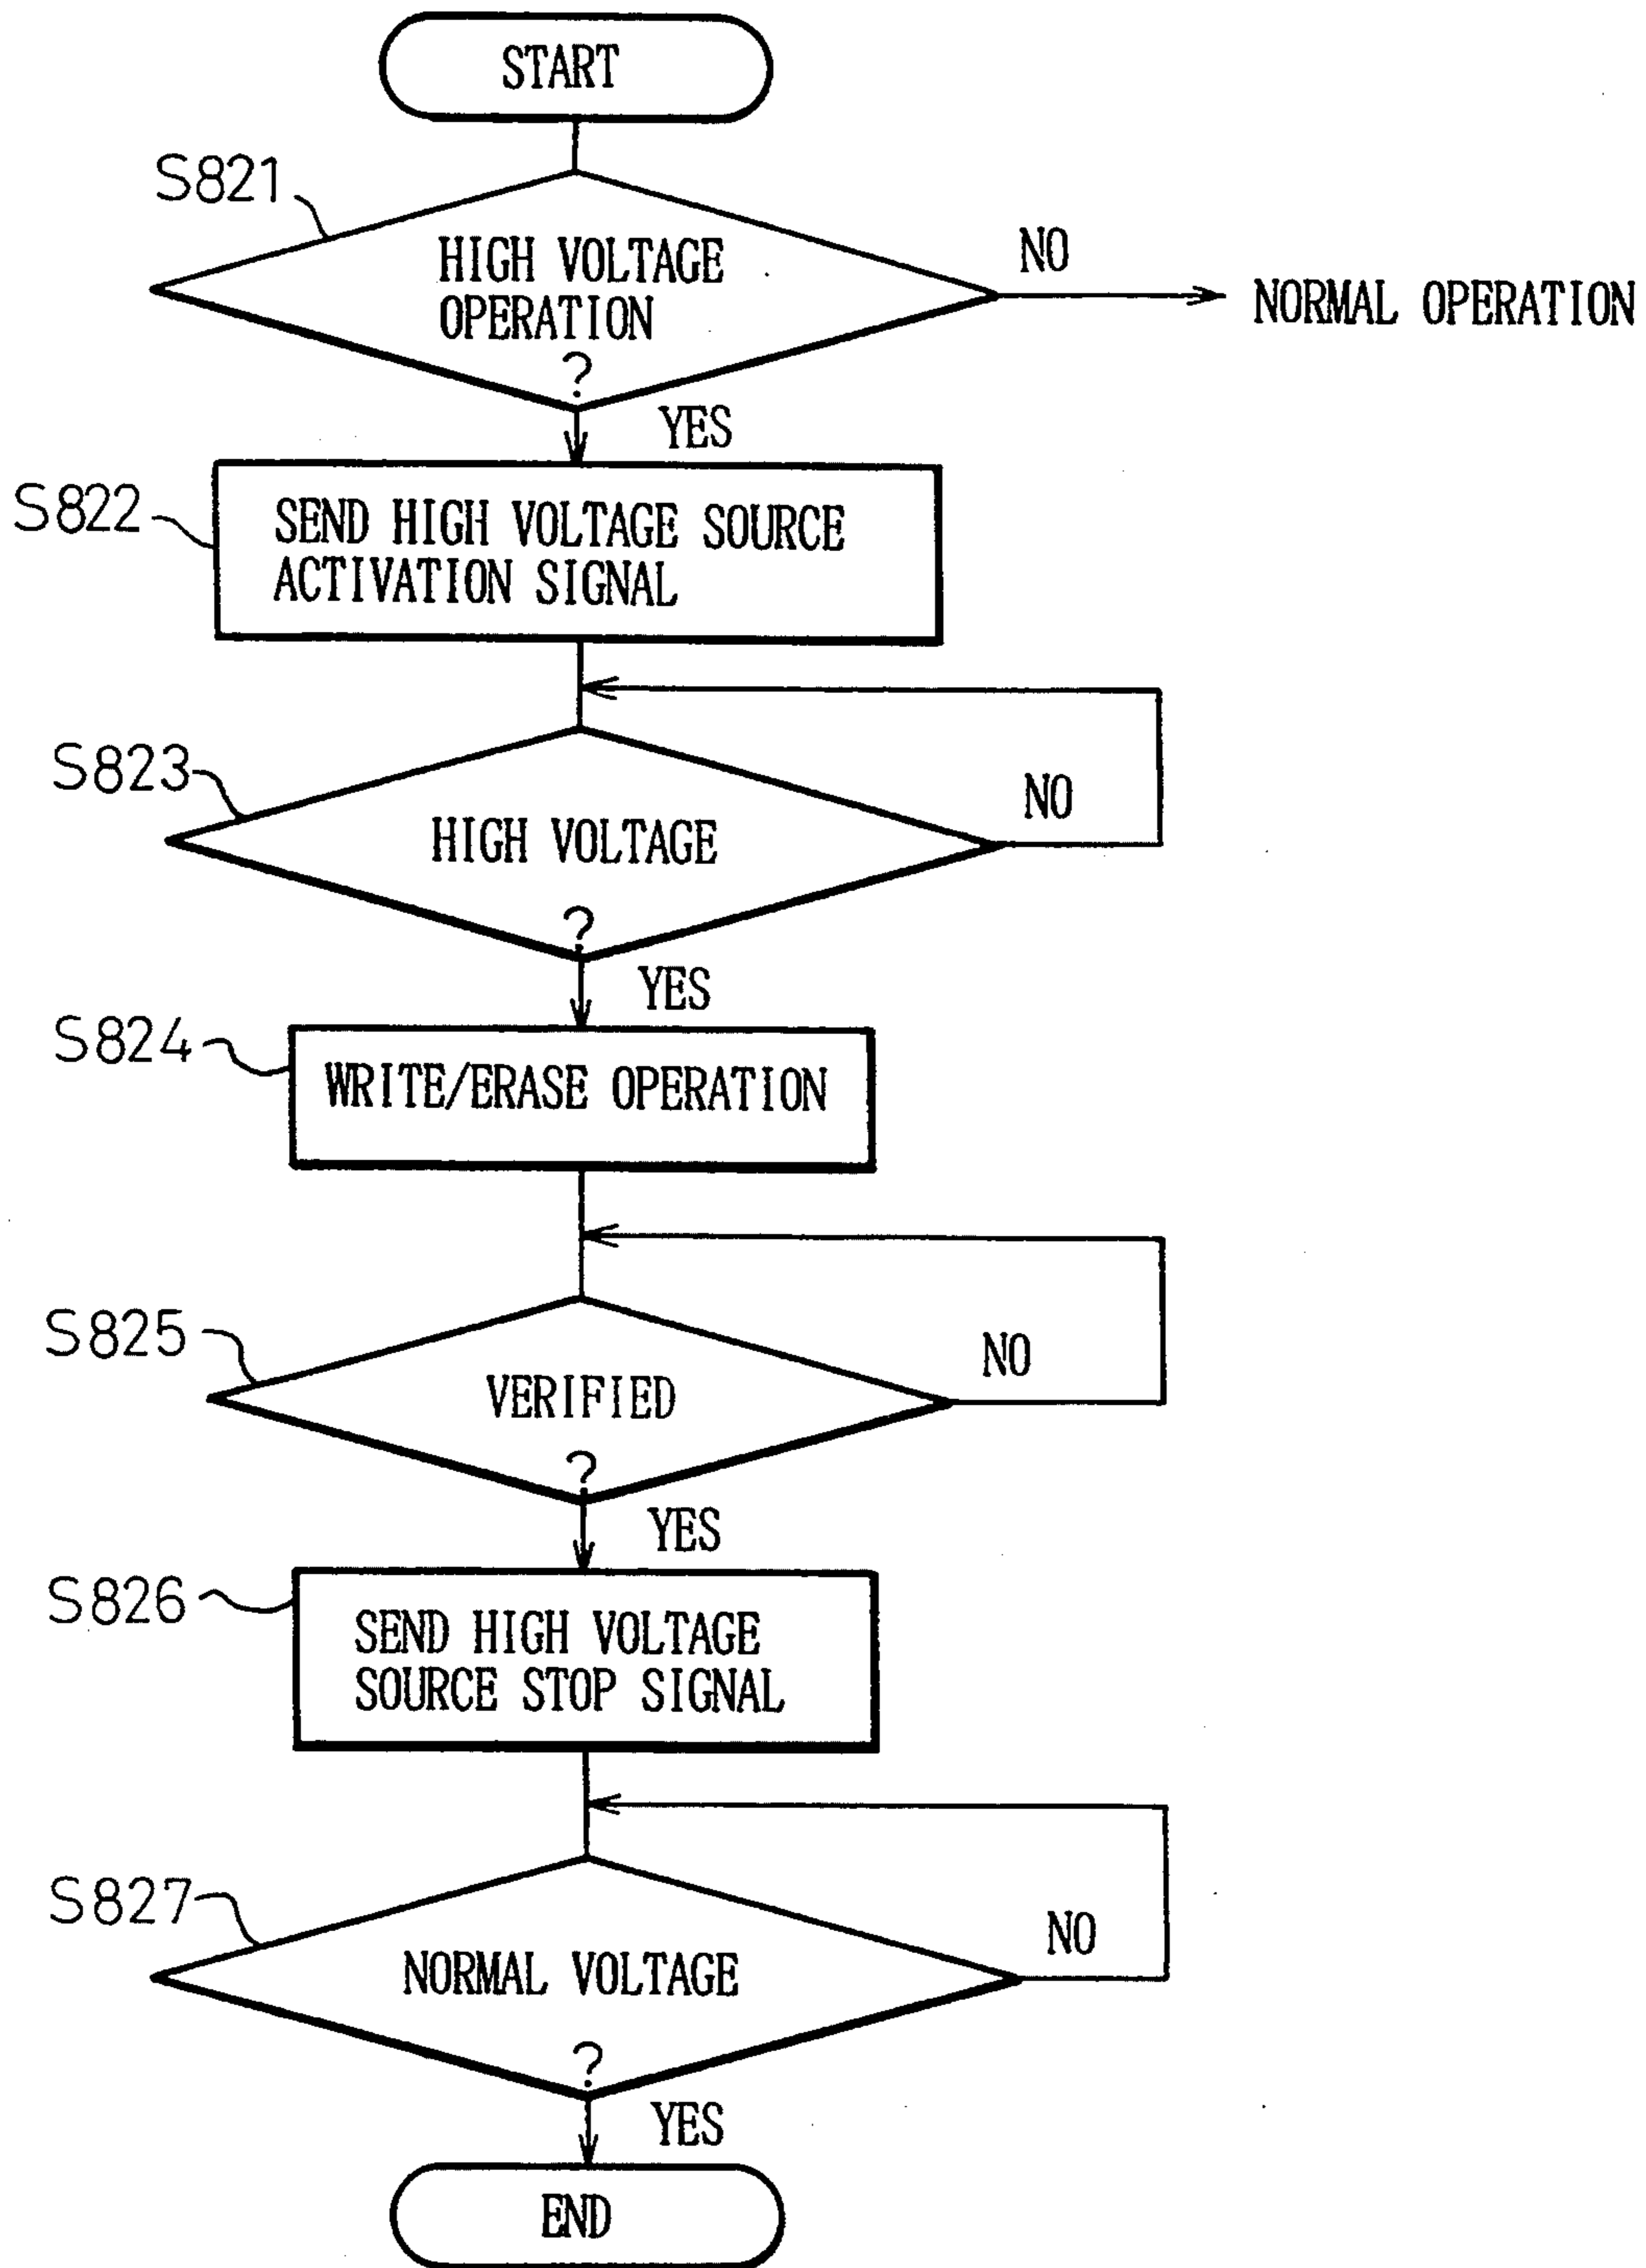 START
S821
HIGH VOLTAGE
OPERATION
?
NO
NORMAL OPERATION
YES
S822
SEND HIGH VOLTAGE SOURCE
ACTIVATION SIGNAL
S823
HIGH VOLTAGE
?
NO
YES
S824
WRITE/ERASE OPERATION
S825
VERIFIED
?
NO
YES
S826
SEND HIGH VOLTAGE
SOURCE STOP SIGNAL
S827
NORMAL VOLTAGE
?
NO
YES
END